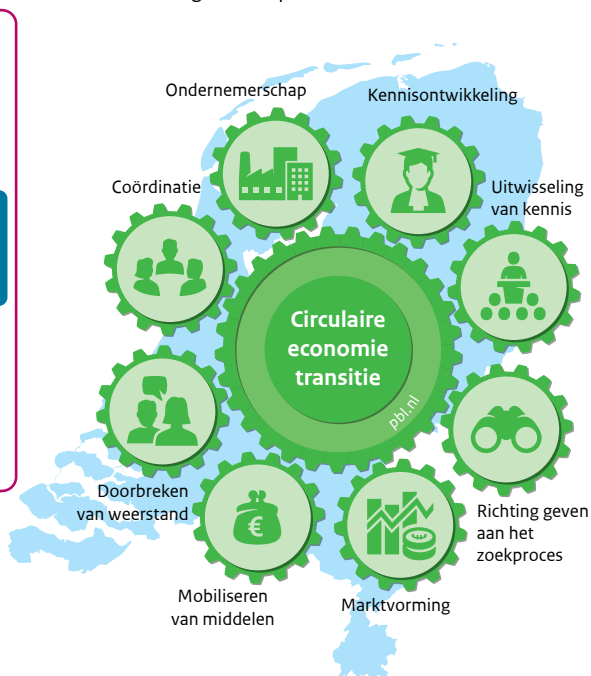 Ondernemerschap
Kennisontwikkeling
Coördinatie
Uitwisseling
van kennis
Circulaire
economie
transitie
pbl.nl
€
Doorbreken
van weerstand
Richting geven
aan het
zoekproces
Mobiliseren
van middelen
Marktvorming